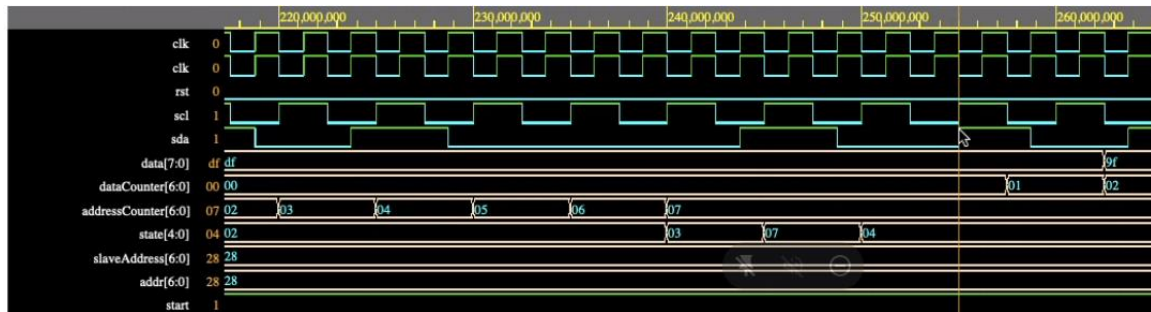 220,000,000 230,000,000 240,000,000 250,000,000 260,000,000
clk 0
clk 0
rst 0
scl 1
sda 1
data[7:0] df df 9f
dataCounter[6:0] 00 00 01 02
addressCounter[6:0] 07 02 03 04 05 06 07
state[4:0] 04 02 03 07 04
slaveAddress[6:0] 28 28
addr[6:0] 28 28
start 1